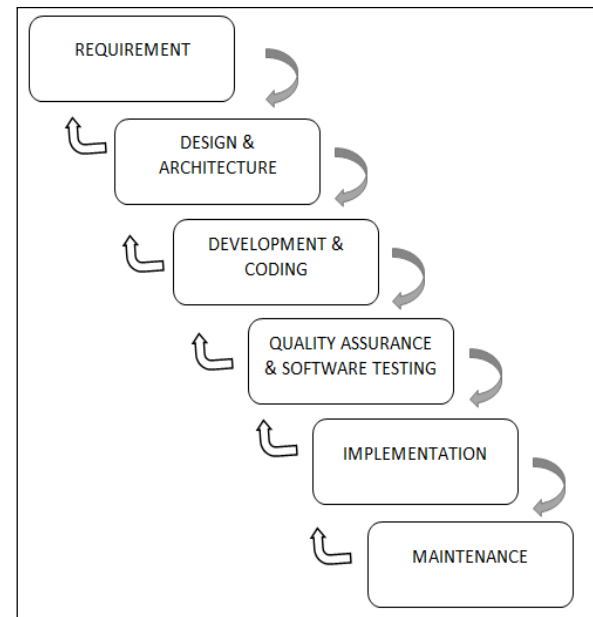 REQUIREMENT
DESIGN &
ARCHITECTURE
DEVELOPMENT &
CODING
QUALITY ASSURANCE
& SOFTWARE TESTING
IMPLEMENTATION
MAINTENANCE